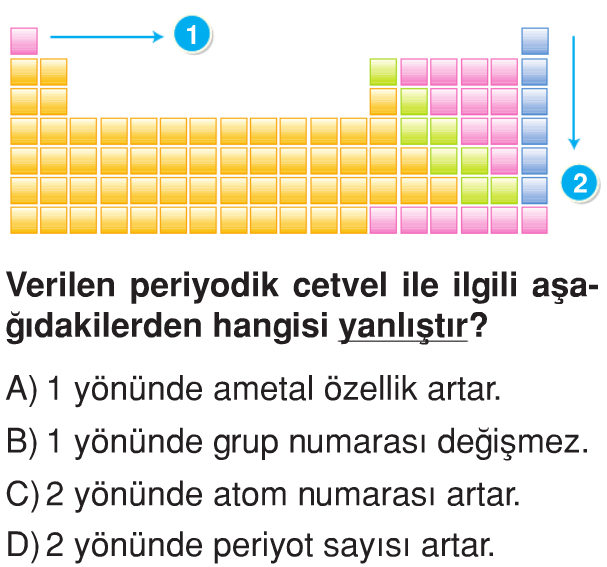 1
2
Verilen periyodik cetvel ile ilgili aşa-
ğıdakilerden hangisi yanlıştır?
A) 1 yönünde ametal özellik artar.
B) 1 yönünde grup numarası değişmez.
C) 2 yönünde atom numarası artar.
D) 2 yönünde periyot sayısı artar.